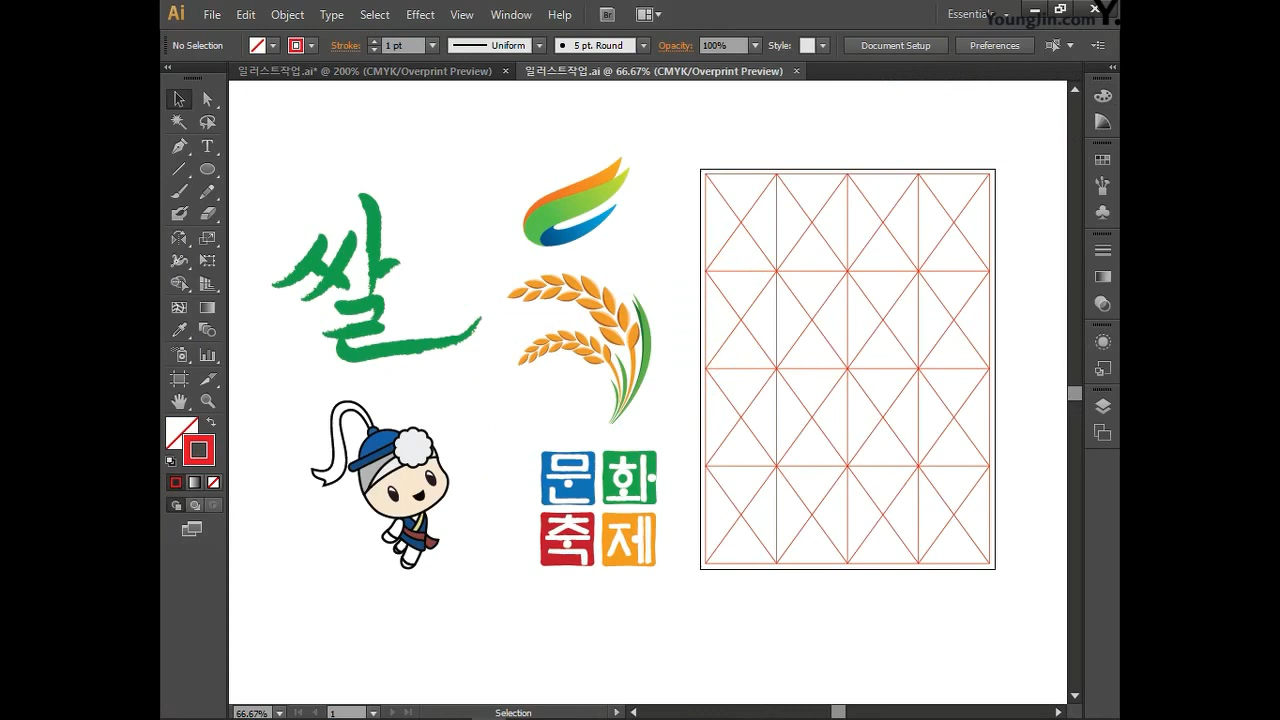 Ai File Edit Object Type Select Effect View Window Help Br Essentials
YoungJin.com Y.
No Selection Stroke: 1 pt Uniform 5 pt. Round Opacity: 100% Style: Document Setup Preferences
일러스트작업.ai* @ 200% (CMYK/Overprint Preview) × 일러스트작업.ai @ 66.67% (CMYK/Overprint Preview) ×
쌀
문화
축제
66.67% 1 Selection